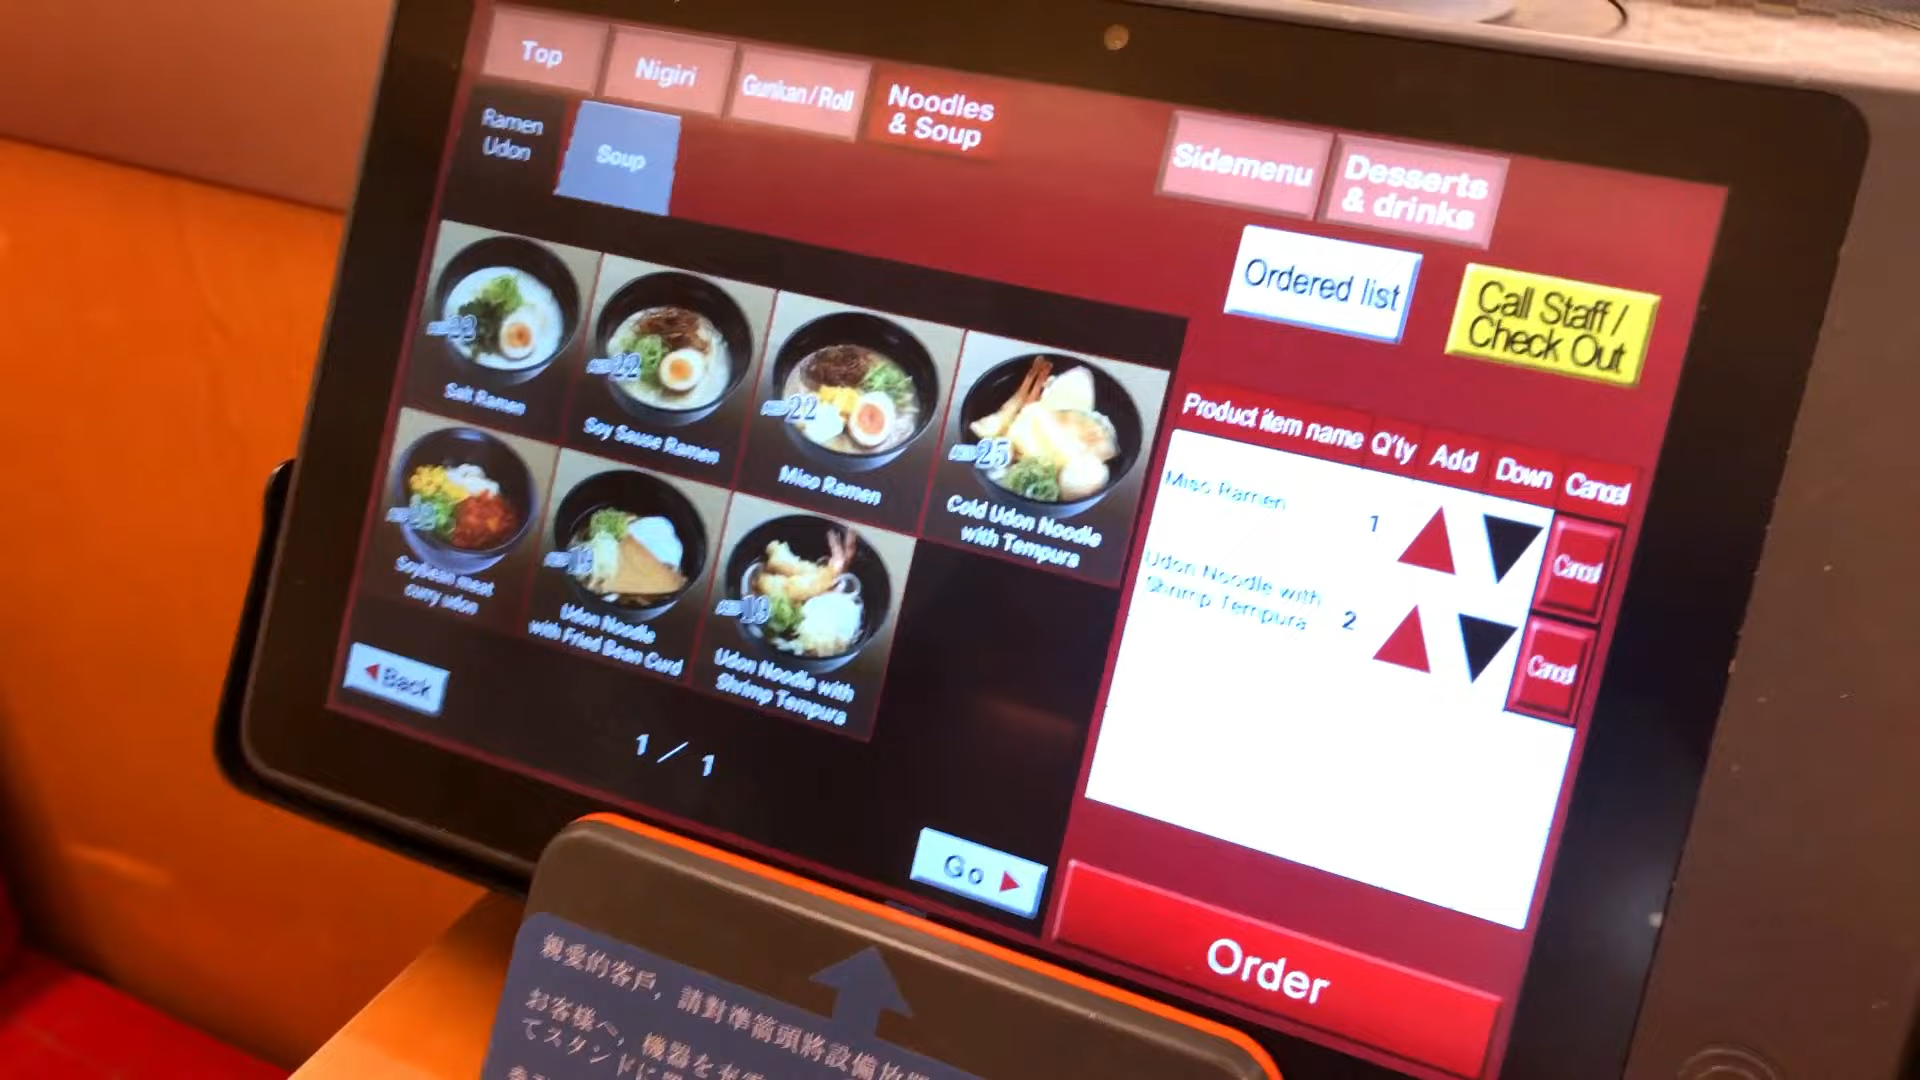 Top
Nigiri
Gunkan / Roll
Noodles
& Soup
Sidemenu
Desserts
& drinks
Ramen
Udon
Soup
Ordered list
Call Staff /
Check Out
Salt Ramen
22
Soy Sause Ramen
22
Miso Ramen
25
Cold Udon Noodle
with Tempura
Soybean meat
curry udon
Udon Noodle
with Fried Bean Curd
19
Udon Noodle with
Shrimp Tempura
Product item name Q'ty Add Down Cancel
Miso Ramen
1
Cancel
Udon Noodle with
Shrimp Tempura
2
Cancel
Back
1 / 1
Go
Order
親愛的客戶，請對準箭頭將設備
お客様へ，機器を
てスタンドに